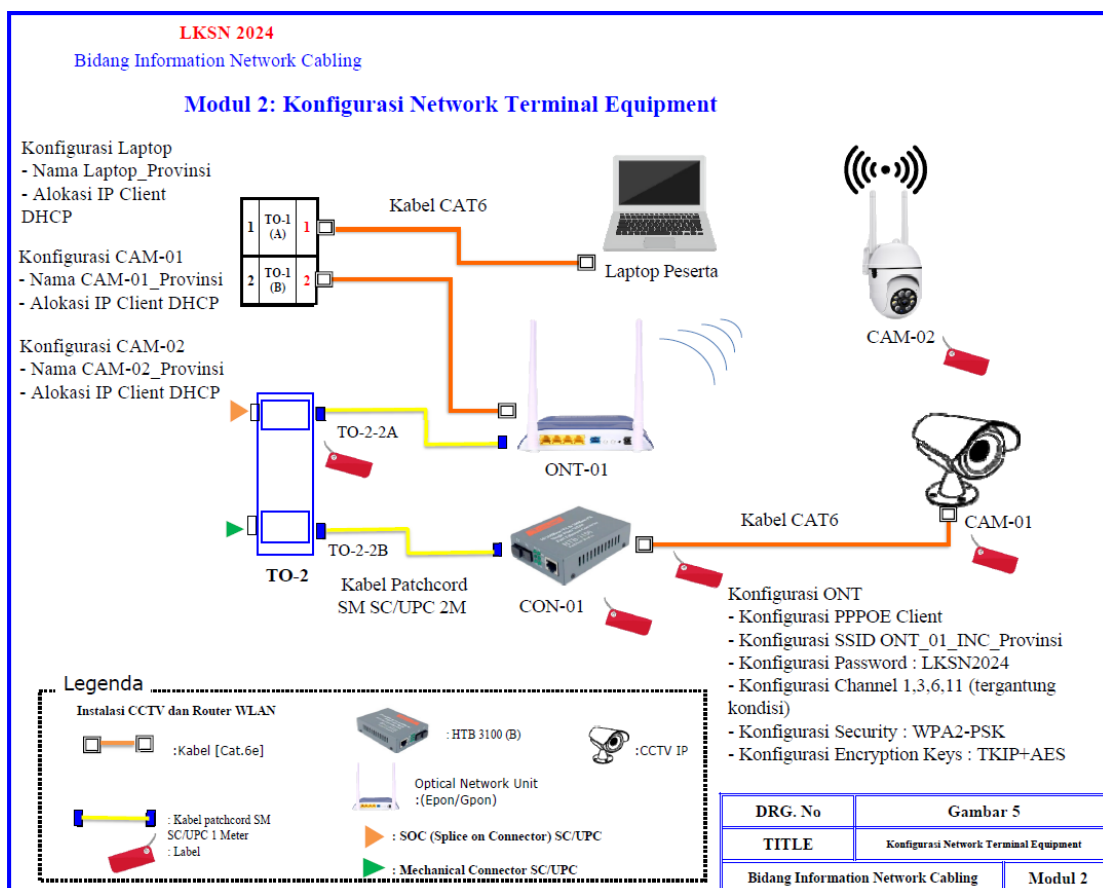 LKSN 2024
Bidang Information Network Cabling
Modul 2: Konfigurasi Network Terminal Equipment
Konfigurasi Laptop
- Nama Laptop_Provinsi
- Alokasi IP Client
DHCP
Konfigurasi CAM-01
- Nama CAM-01_Provinsi
- Alokasi IP Client DHCP
Konfigurasi CAM-02
- Nama CAM-02_Provinsi
- Alokasi IP Client DHCP
1 TO-1 (A) 1
2 TO-1 (B) 2
Kabel CAT6
Laptop Peserta
CAM-02
TO-2-2A
ONT-01
TO-2-2B
TO-2
Kabel Patchcord
SM SC/UPC 2M
CON-01
Kabel CAT6
CAM-01
Konfigurasi ONT
- Konfigurasi PPPOE Client
- Konfigurasi SSID ONT_01_INC_Provinsi
- Konfigurasi Password : LKSN2024
- Konfigurasi Channel 1,3,6,11 (tergantung
kondisi)
- Konfigurasi Security : WPA2-PSK
- Konfigurasi Encryption Keys : TKIP+AES
Legenda
Instalasi CCTV dan Router WLAN
:Kabel [Cat.6e]
: HTB 3100 (B)
:CCTV IP
Optical Network Unit
:(Epon/Gpon)
: Kabel patchcord SM
SC/UPC 1 Meter
: Label
: SOC (Splice on Connector) SC/UPC
: Mechanical Connector SC/UPC
DRG. No Gambar 5
TITLE Konfigurasi Network Terminal Equipment
Bidang Information Network Cabling Modul 2